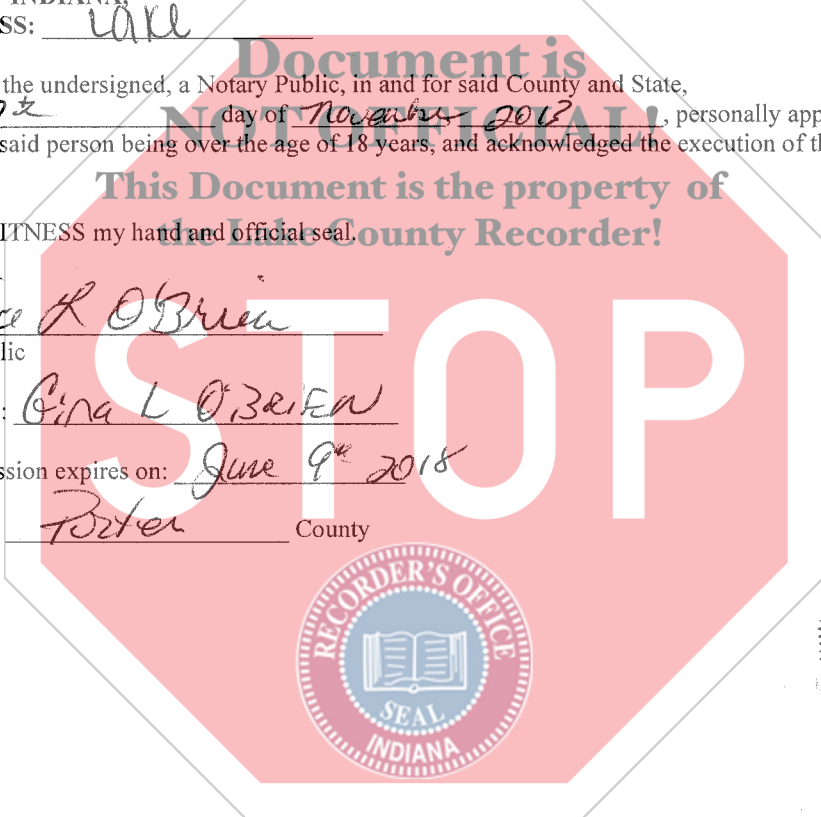 INDIANA,
SS: Lake
Document is
the undersigned, a Notary Public, in and for said County and State,
day of November 2013, personally app
NOT OFFICIAL!
said person being over the age of 18 years, and acknowledged the execution of th
This Document is the property of
ITNESS my hand and official seal.
the Lake County Recorder!
L O'Brien
lic
: Gina L O'BRIEN
ssion expires on: June 9th 2018
Porter County
STOP
RECORDER'S OFFICE
SEAL
INDIANA